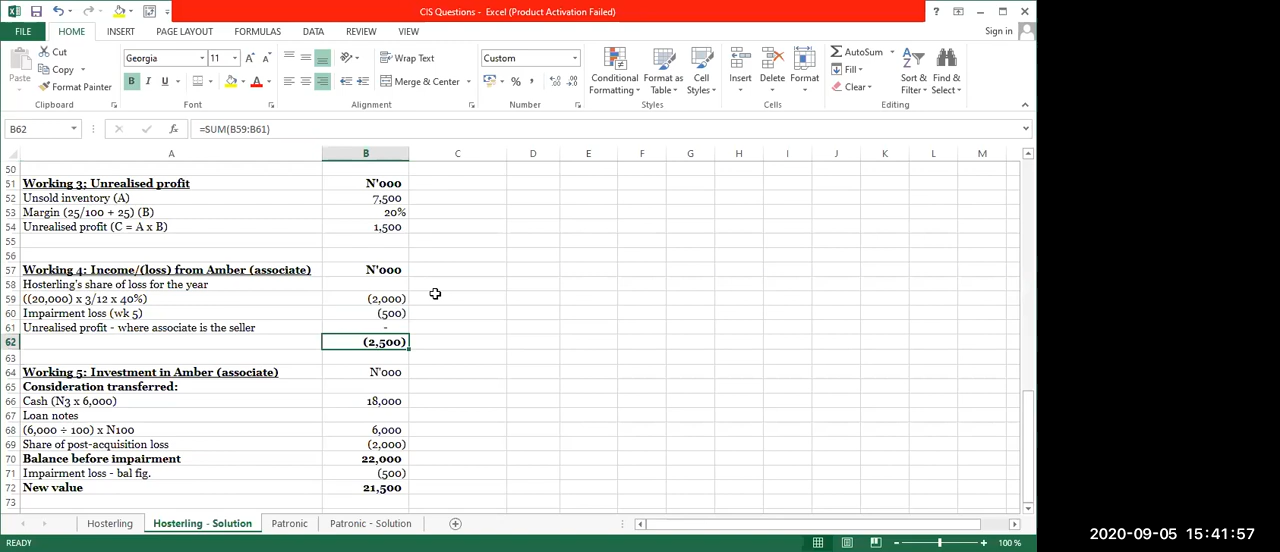 CIS Questions - Excel (Product Activation Failed)
FILE HOME INSERT PAGE LAYOUT FORMULAS DATA REVIEW VIEW Sign in
Paste Cut Copy Format Painter Clipboard
Georgia 11 A A B I U A Font
Wrap Text Merge & Center Alignment
Custom % , Number
Conditional Formatting Format as Table Cell Styles Styles
Insert Delete Format Cells
AutoSum Fill Clear Sort & Filter Find & Select Editing
B62 fx =SUM(B59:B61)
A B C D E F G H I J K L M
50
51 Working 3; Unrealised profit N'000
52 Unsold inventory (A) 7,500
53 Margin (25/100 + 25) (B) 20%
54 Unrealised profit (C = A x B) 1,500
55
56
57 Working 4: Income/(loss) from Amber (associate) N'000
58 Hosterling's share of loss for the year
59 ((20,000) x 3/12 x 40%) (2,000)
60 Impairment loss (wk 5) (500)
61 Unrealised profit - where associate is the seller -
62 (2,500)
63
64 Working 5: Investment in Amber (associate) N'000
65 Consideration transferred:
66 Cash (N3 x 6,000) 18,000
67 Loan notes
68 (6,000 ÷ 100) x N100 6,000
69 Share of post-acquisition loss (2,000)
70 Balance before impairment 22,000
71 Impairment loss - bal fig. (500)
72 New value 21,500
73
Hosterling Hosterling - Solution Patronic Patronic - Solution
READY 100 %
2020-09-05 15:41:57